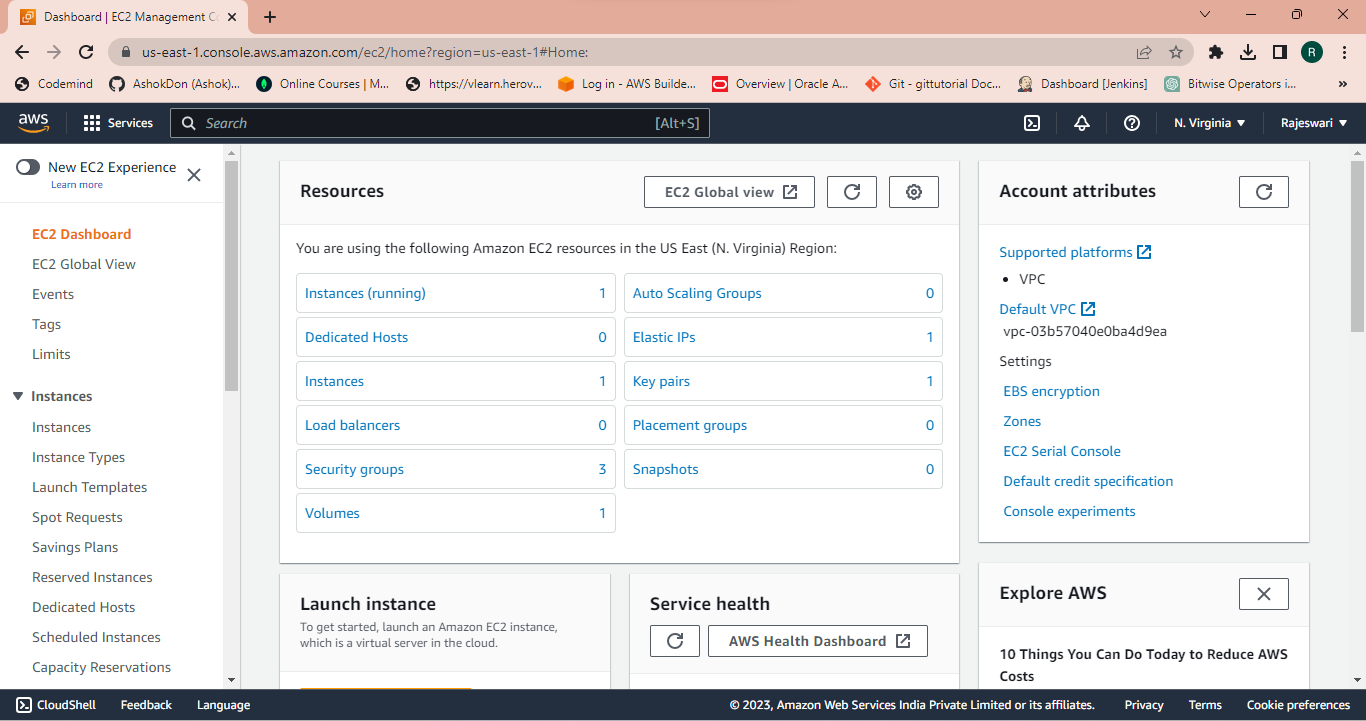 Dashboard | EC2 Management Co
us-east-1.console.aws.amazon.com/ec2/home?region=us-east-1#Home:
R
Codemind
AshokDon (Ashok)...
Online Courses | M...
https://vlearn.herov...
Log in - AWS Builde...
Overview | Oracle A...
Git - gittutorial Doc...
Dashboard [Jenkins]
Bitwise Operators i...
»
aws
Services
Search
[Alt+S]
N. Virginia
Rajeswari
New EC2 Experience
Learn more
EC2 Dashboard
EC2 Global View
Events
Tags
Limits
Instances
Instances
Instance Types
Launch Templates
Spot Requests
Savings Plans
Reserved Instances
Dedicated Hosts
Scheduled Instances
Capacity Reservations
Resources
EC2 Global view
You are using the following Amazon EC2 resources in the US East (N. Virginia) Region:
Instances (running) 1
Auto Scaling Groups 0
Dedicated Hosts 0
Elastic IPs 1
Instances 1
Key pairs 1
Load balancers 0
Placement groups 0
Security groups 3
Snapshots 0
Volumes 1
Launch instance
To get started, launch an Amazon EC2 instance,
which is a virtual server in the cloud.
Service health
AWS Health Dashboard
Account attributes
Supported platforms
• VPC
Default VPC
vpc-03b57040e0ba4d9ea
Settings
EBS encryption
Zones
EC2 Serial Console
Default credit specification
Console experiments
Explore AWS
10 Things You Can Do Today to Reduce AWS
Costs
CloudShell
Feedback
Language
© 2023, Amazon Web Services India Private Limited or its affiliates.
Privacy
Terms
Cookie preferences